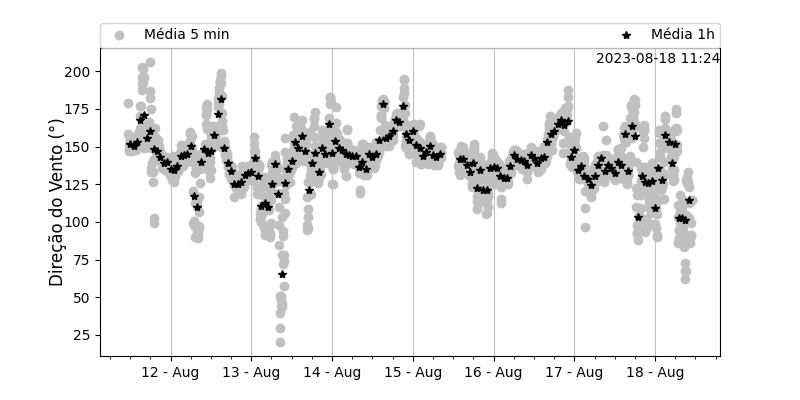 Média 5 min
Média 1h
2023-08-18 11:24
Direção do Vento (°)
200
175
150
125
100
75
50
25
12 - Aug
13 - Aug
14 - Aug
15 - Aug
16 - Aug
17 - Aug
18 - Aug